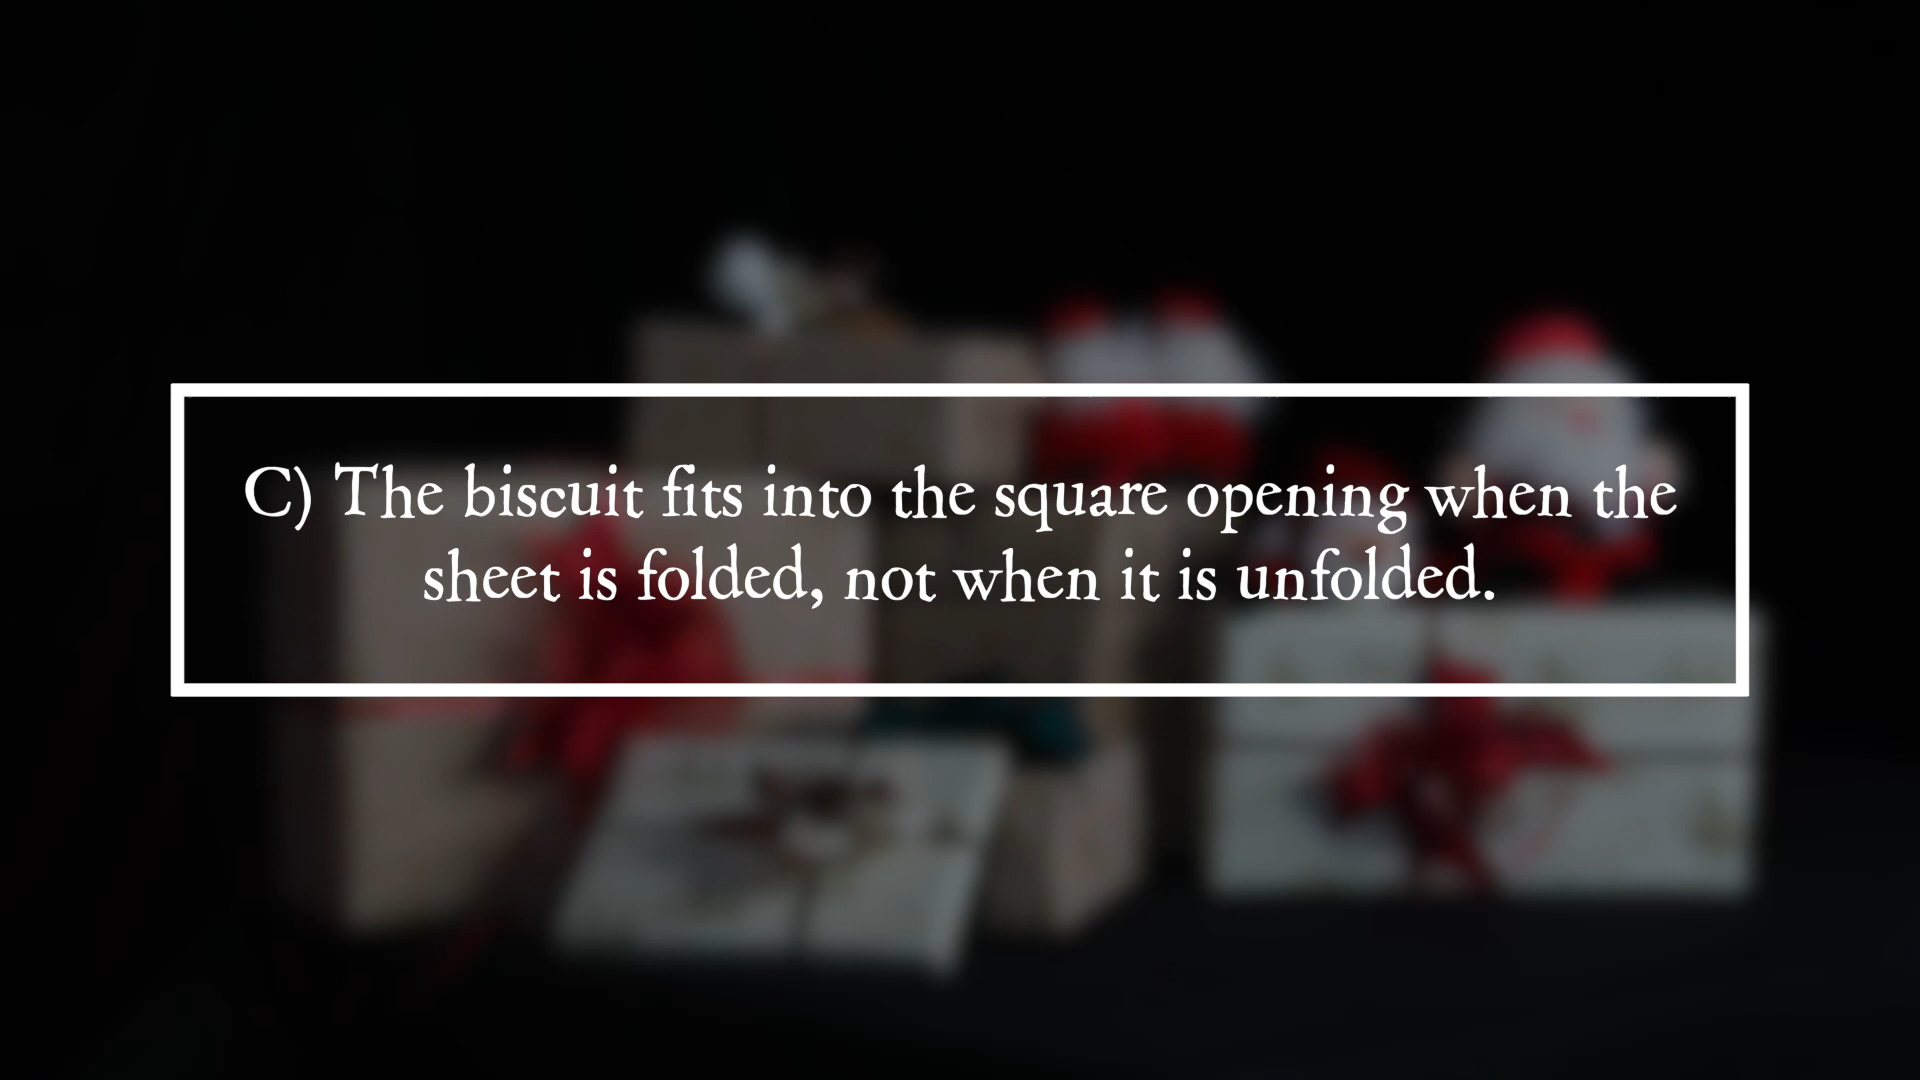 C) The biscuit fits into the square opening when the
sheet is folded, not when it is unfolded.